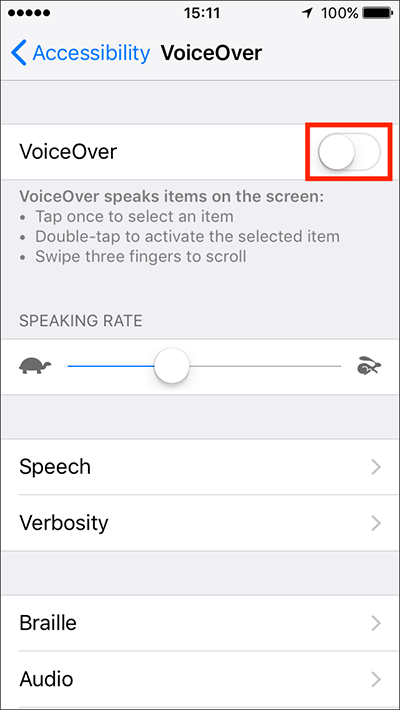 15:11 100%
Accessibility VoiceOver
VoiceOver
VoiceOver speaks items on the screen:
• Tap once to select an item
• Double-tap to activate the selected item
• Swipe three fingers to scroll
SPEAKING RATE
Speech
Verbosity
Braille
Audio